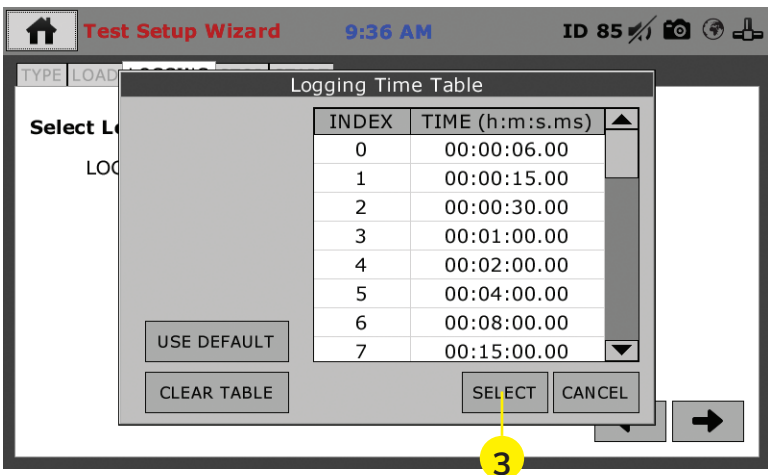 Test Setup Wizard 9:36 AM ID 85
TYPE LOAD
Logging Time Table
Select Lo
LOG
INDEX TIME (h:m:s.ms)
0 00:00:06.00
1 00:00:15.00
2 00:00:30.00
3 00:01:00.00
4 00:02:00.00
5 00:04:00.00
6 00:08:00.00
7 00:15:00.00
USE DEFAULT
CLEAR TABLE SELECT CANCEL
3